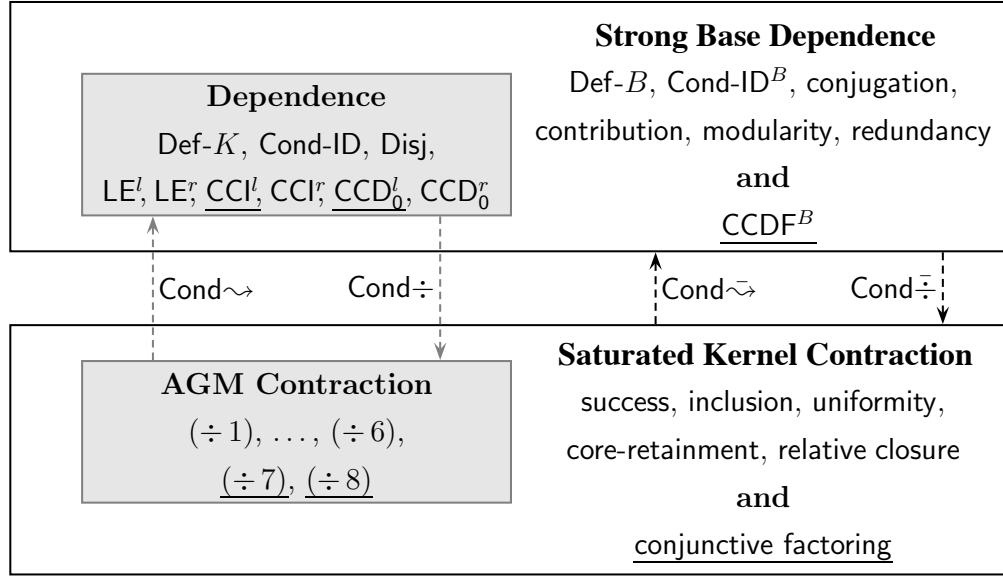 Strong Base Dependence
Def-B, Cond-ID^B, conjugation,
contribution, modularity, redundancy
and
CCDF^B
Dependence
Def-K, Cond-ID, Disj,
LE^l, LE^r, CCI^l, CCI^r, CCD_0^l, CCD_0^r
Cond⇝
Cond÷
Cond⇝̄
Cond÷̄
AGM Contraction
(÷1), …, (÷6),
(÷7), (÷8)
Saturated Kernel Contraction
success, inclusion, uniformity,
core-retainment, relative closure
and
conjunctive factoring